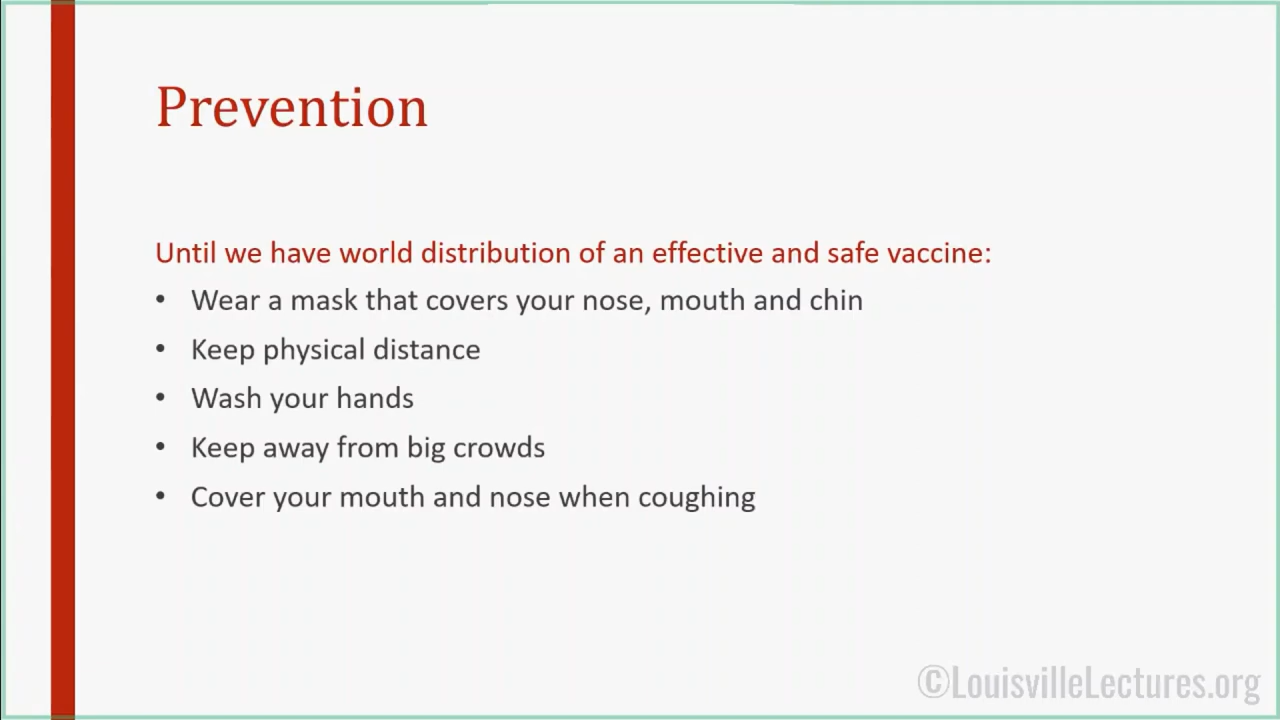 Prevention
Until we have world distribution of an effective and safe vaccine:
• Wear a mask that covers your nose, mouth and chin
• Keep physical distance
• Wash your hands
• Keep away from big crowds
• Cover your mouth and nose when coughing
©LouisvilleLectures.org